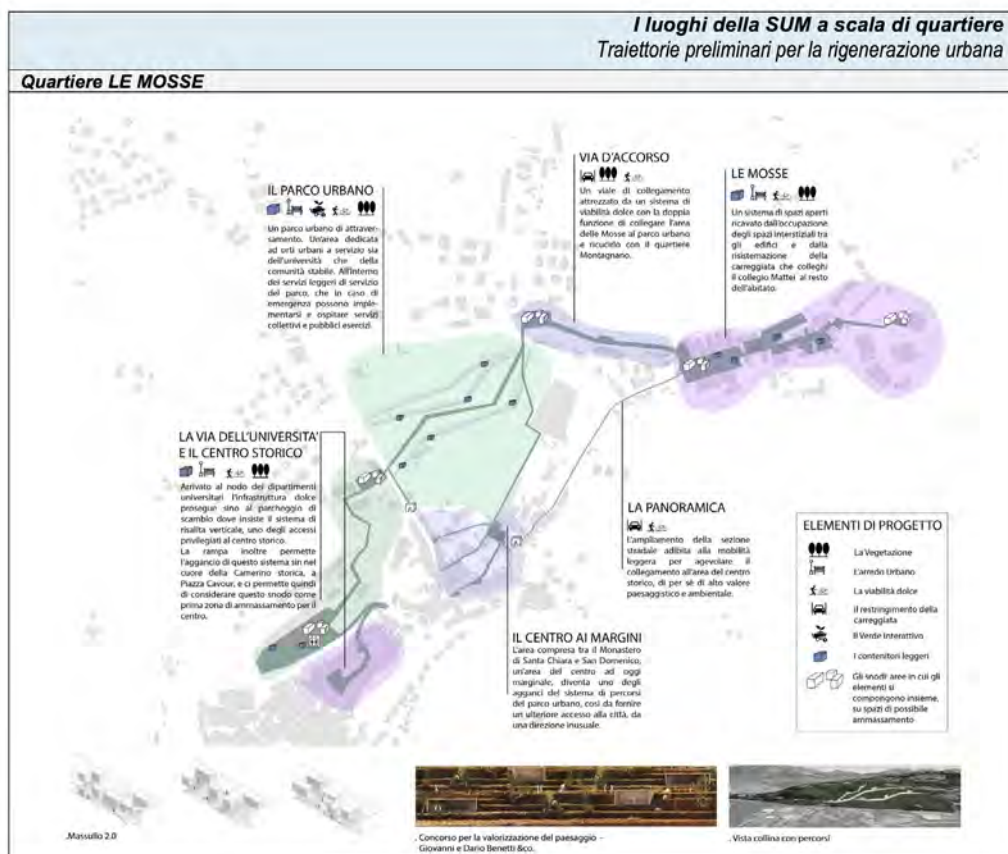 I luoghi della SUM a scala di quartiere
Traiettorie preliminari per la rigenerazione urbana
Quartiere LE MOSSE
IL PARCO URBANO
Un parco urbano di attraver-
samento. Un'area dedicata
ad orti urbani a servizio sia
dell'università che della
comunità stabile. All'interno
dei servizi leggeri di servizio
del parco, che in caso di
emergenza possono imple-
mentarsi e ospitare servizi
collettivi e pubblici esercizi.
VIA D'ACCORSO
Un viale di collegamento
attrezzato da un sistema di
viabilità dolce con la doppia
funzione di collegare l'area
delle Mosse al parco urbano
e ricucirlo con il quartiere
Montagnano.
LE MOSSE
Un sistema di spazi aperti
ricavato dall'occupazione
degli spazi interstiziali tra
gli edifici e dalla
risistemazione della
carreggiata che colleghi
il collegio Mattei al resto
dell'abitato.
LA VIA DELL'UNIVERSITA'
E IL CENTRO STORICO
Arrivato al nodo dei dipartimenti
universitari l'infrastruttura dolce
prosegue sino al parcheggio di
scambio dove insiste il sistema di
risalita verticale, uno degli accessi
privilegiati al centro storico.
La rampa inoltre permette
l'aggancio di questo sistema sin nel
cuore della Camerino storica, a
Piazza Cavour, e ci permette quindi
di considerare questo snodo come
prima zona di ammassamento per il
centro.
LA PANORAMICA
L'ampliamento della sezione
stradale adibita alla mobilità
leggera per agevolare il
collegamento all'area del centro
storico, di per sè di alto valore
paesaggistico e ambientale.
IL CENTRO AI MARGINI
L'area compresa tra il Monastero
di Santa Chiara e San Domenico,
un'area del centro ad oggi
marginale, diventa uno degli
agganci del sistema di percorsi
del parco urbano, così da fornire
un ulteriore accesso alla città, da
una direzione inusuale.
ELEMENTI DI PROGETTO
La Vegetazione
L'arredo Urbano
La viabilità dolce
Il restringimento della
carreggiata
Il Verde Interattivo
I contenitori leggeri
Gli snodi: aree in cui gli
elementi si
compongono insieme,
su spazi di possibile
ammassamento
.Massullo 2.0
. Concorso per la valorizzazione del paesaggio -
Giovanni e Dario Benetti &co.
. Vista collina con percorsi